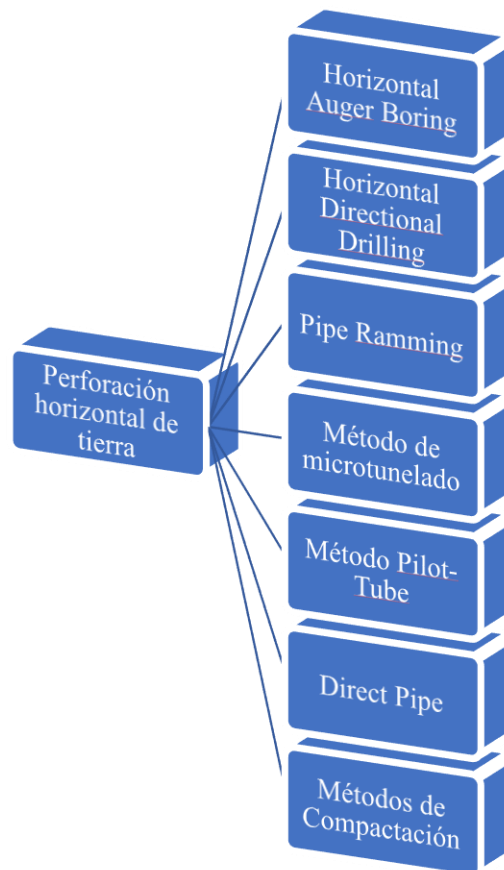 Perforación
horizontal de
tierra
Horizontal
Auger Boring
Horizontal
Directional
Drilling
Pipe Ramming
Método de
microtunelado
Método Pilot-
Tube
Direct Pipe
Métodos de
Compactación